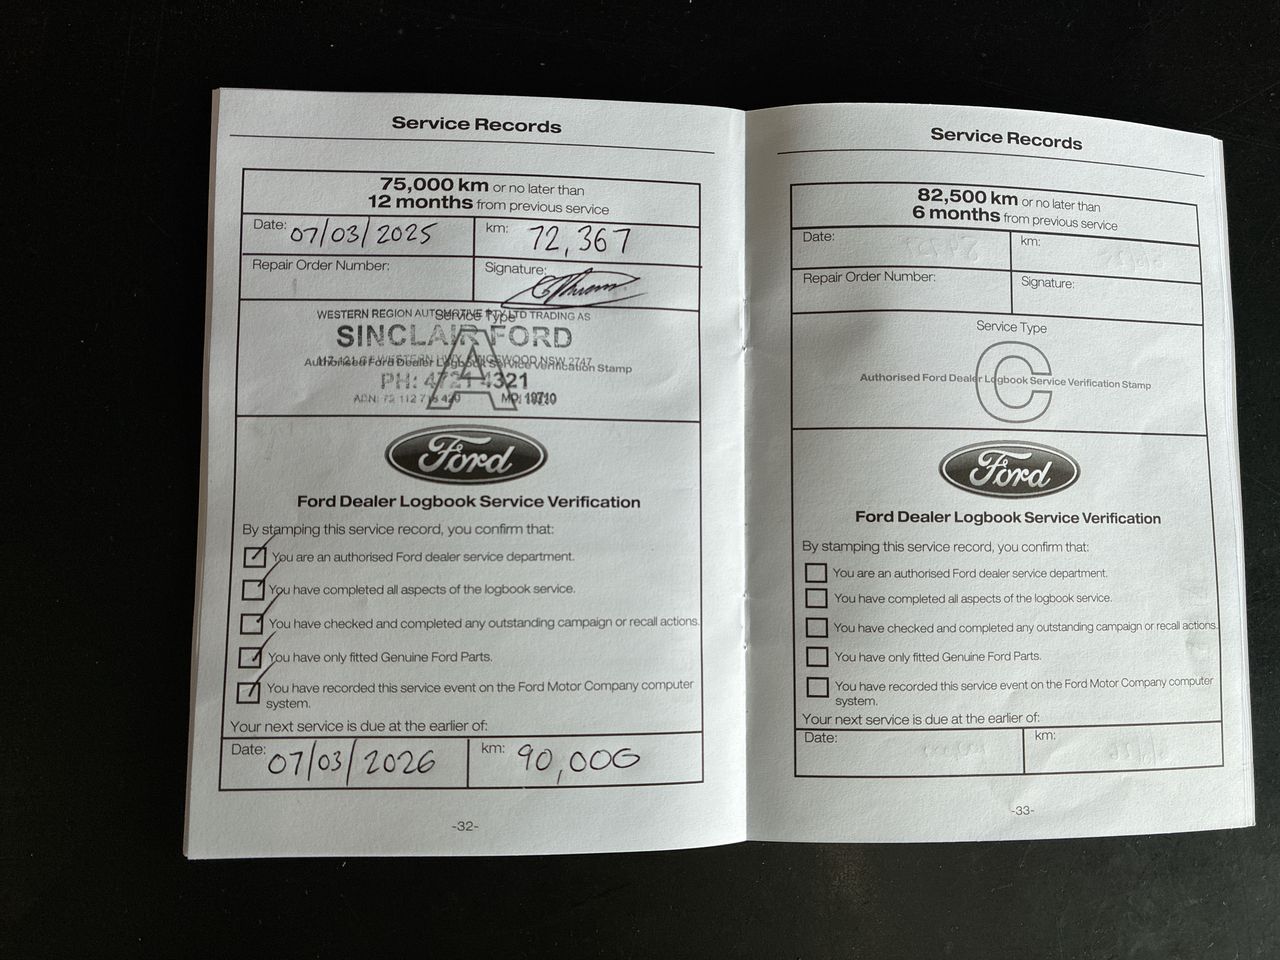 Service Records
75,000 km or no later than
12 months from previous service
Date: 07/03/2025
km: 72,367
Repair Order Number:
Signature:
Service Type
WESTERN REGION AUTOMOTIVE PTY LTD TRADING AS
SINCLAIR FORD
Authorised Ford Dealer Logbook Service Verification Stamp
NSW 2747
PH: 4721 4321
A
Ford
Ford Dealer Logbook Service Verification
By stamping this service record, you confirm that:
You are an authorised Ford dealer service department.
You have completed all aspects of the logbook service.
You have checked and completed any outstanding campaign or recall actions.
You have only fitted Genuine Ford Parts.
You have recorded this service event on the Ford Motor Company computer
system.
Your next service is due at the earlier of:
Date: 07/03/2026
km: 90,000
-32-
Service Records
82,500 km or no later than
6 months from previous service
Date:
km:
Repair Order Number:
Signature:
Service Type
C
Authorised Ford Dealer Logbook Service Verification Stamp
Ford
Ford Dealer Logbook Service Verification
By stamping this service record, you confirm that:
You are an authorised Ford dealer service department.
You have completed all aspects of the logbook service.
You have checked and completed any outstanding campaign or recall actions.
You have only fitted Genuine Ford Parts.
You have recorded this service event on the Ford Motor Company computer
system.
Your next service is due at the earlier of:
Date:
km:
-33-